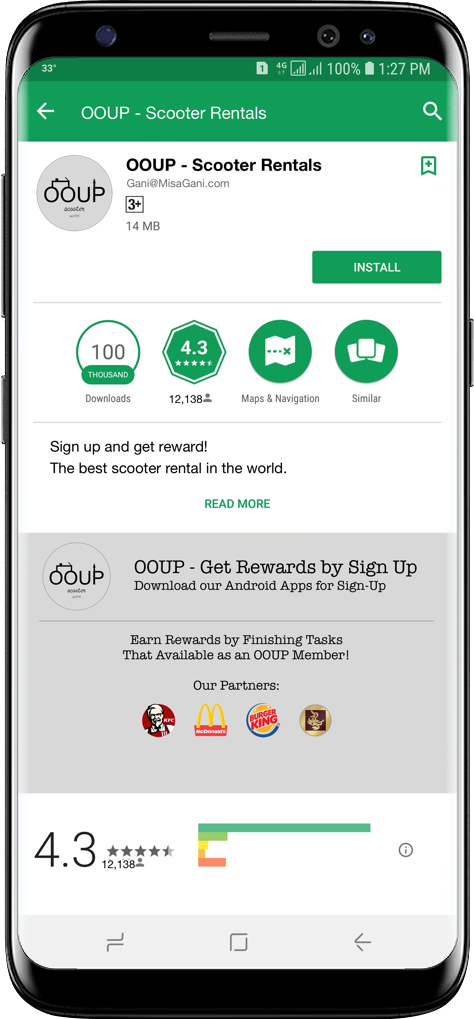 33°
1 4G 100% 1:27 PM
OOUP - Scooter Rentals
OOUP
scooter
OOUP - Scooter Rentals
Gani@MisaGani.com
3+
14 MB
INSTALL
100
THOUSAND
Downloads
4.3
12,138
Maps & Navigation
Similar
Sign up and get reward!
The best scooter rental in the world.
READ MORE
OOUP
scooter
OOUP - Get Rewards by Sign Up
Download our Android Apps for Sign-Up
Earn Rewards by Finishing Tasks
That Available as an OOUP Member!
Our Partners:
KFC
McDonald's
BURGER
KING
4.3
12,138